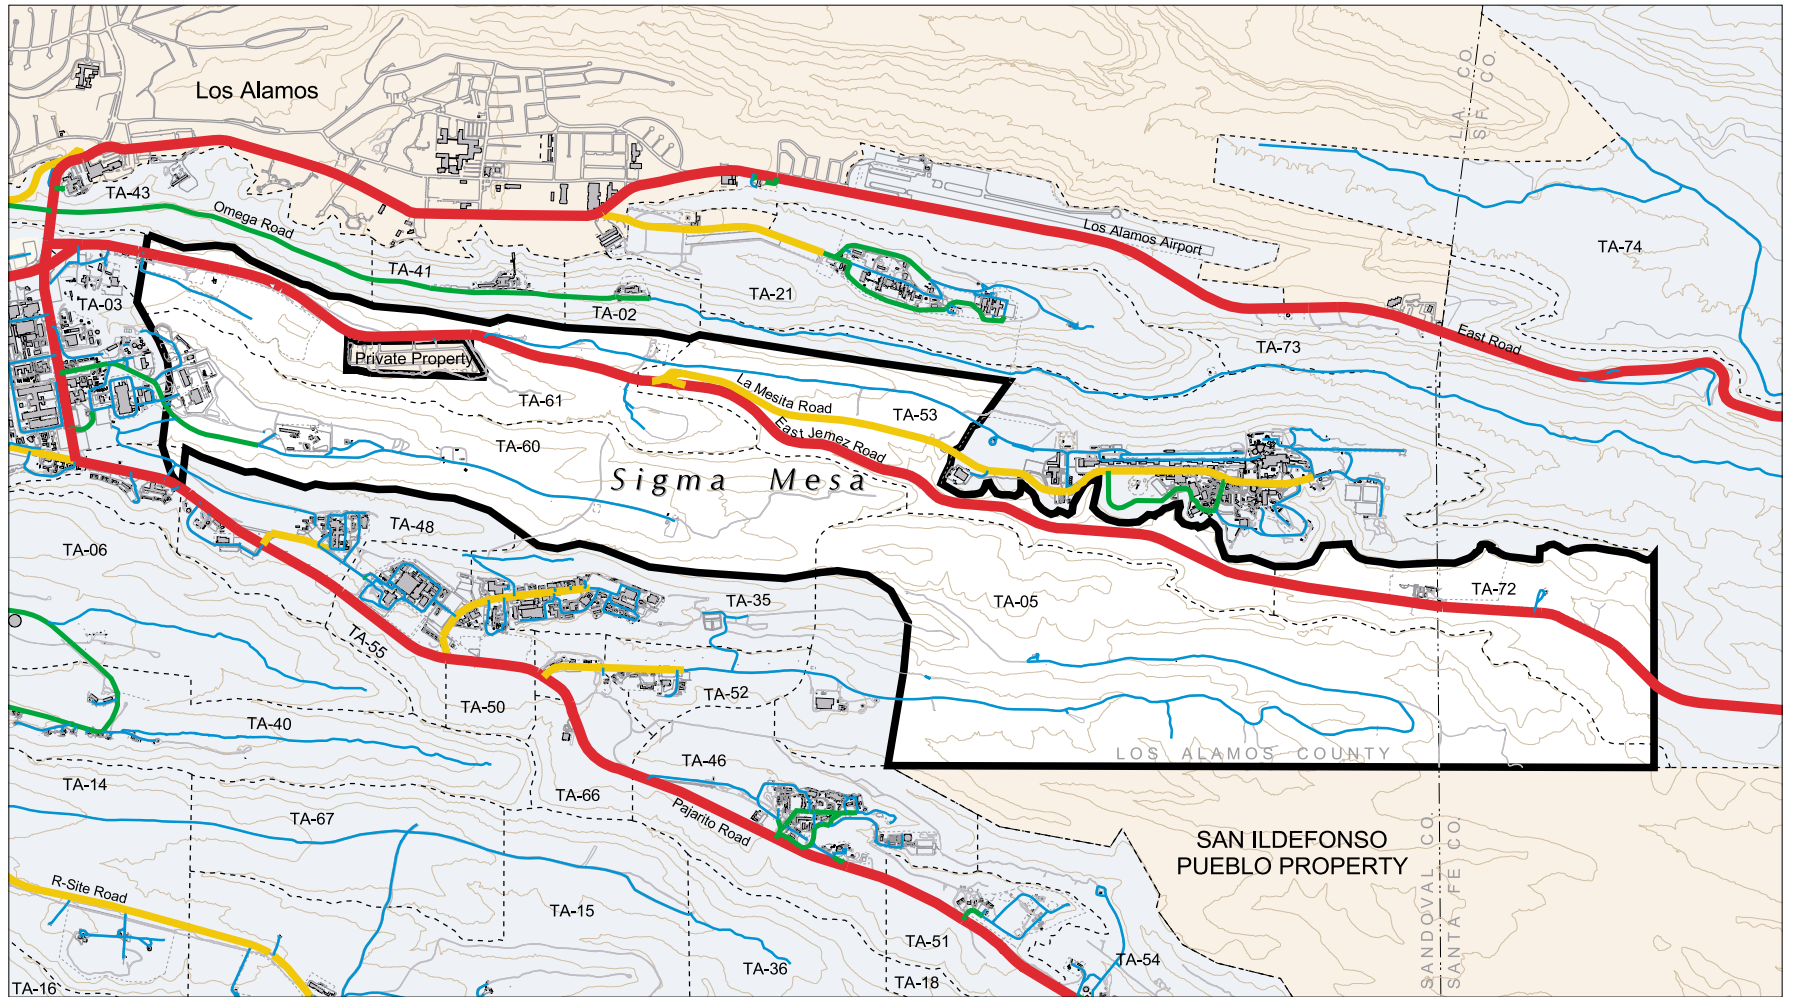 Los Alamos
L.A. CO.
SF CO.
TA-43
Omega Road
Los Alamos Airport
TA-74
TA-41
TA-03
TA-02
TA-21
TA-73
East Road
Private Property
TA-61
La Mesita Road
TA-53
East Jemez Road
TA-60
Sigma Mesa
TA-48
TA-06
TA-35
TA-05
TA-72
TA-55
TA-52
TA-50
TA-40
LOS ALAMOS COUNTY
TA-46
TA-14
TA-66
TA-67
Pajarito Road
SAN ILDEFONSO
PUEBLO PROPERTY
SANDOVAL CO.
SANTA FE CO.
R-Site Road
TA-15
TA-51
TA-54
TA-36
TA-18
TA-16